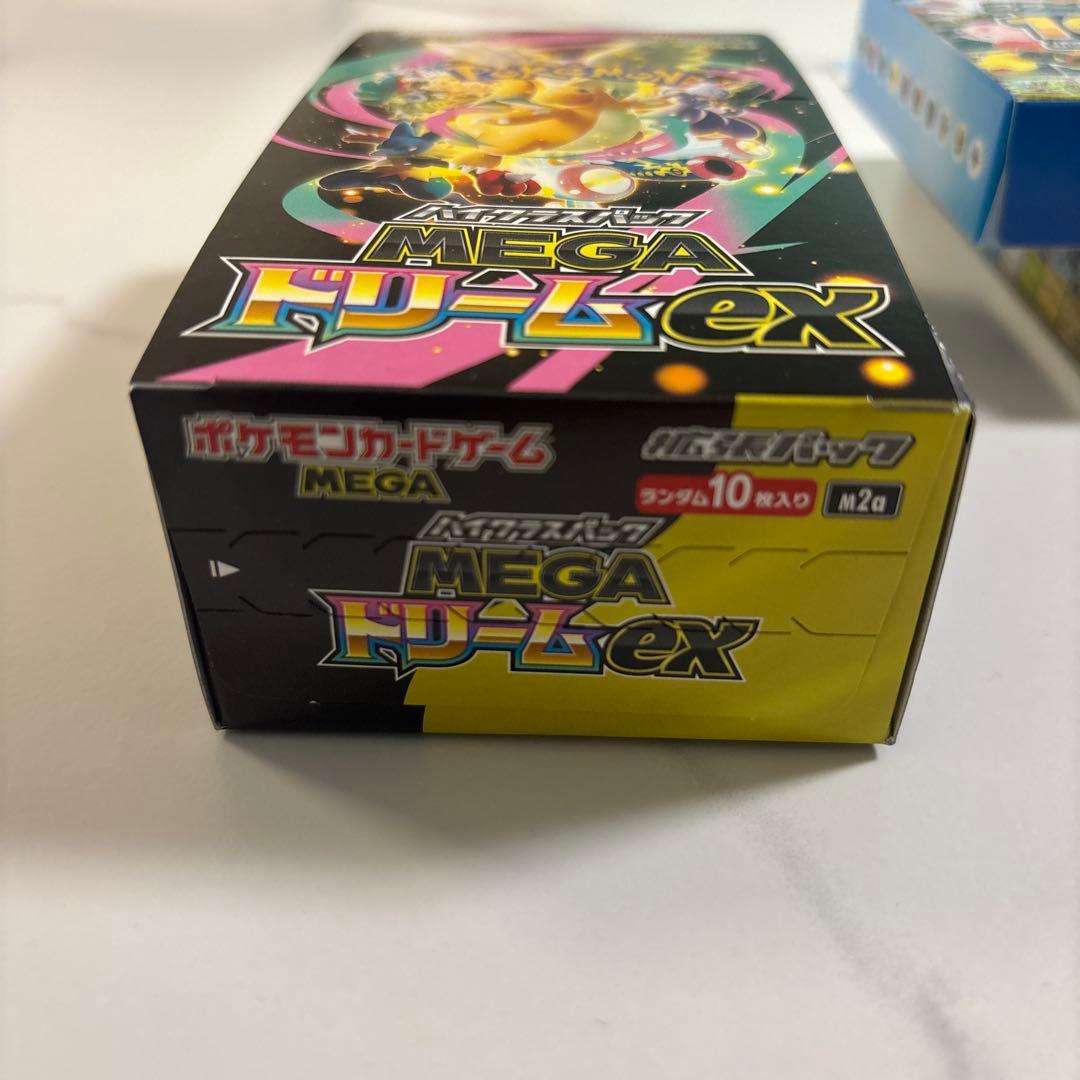 POKÉMON
ハイクラスパック
MEGA
ドリームex
ポケモンカードゲーム
MEGA
拡張パック
ランダム10枚入り
M2a
ハイクラスパック
MEGA
ドリームex